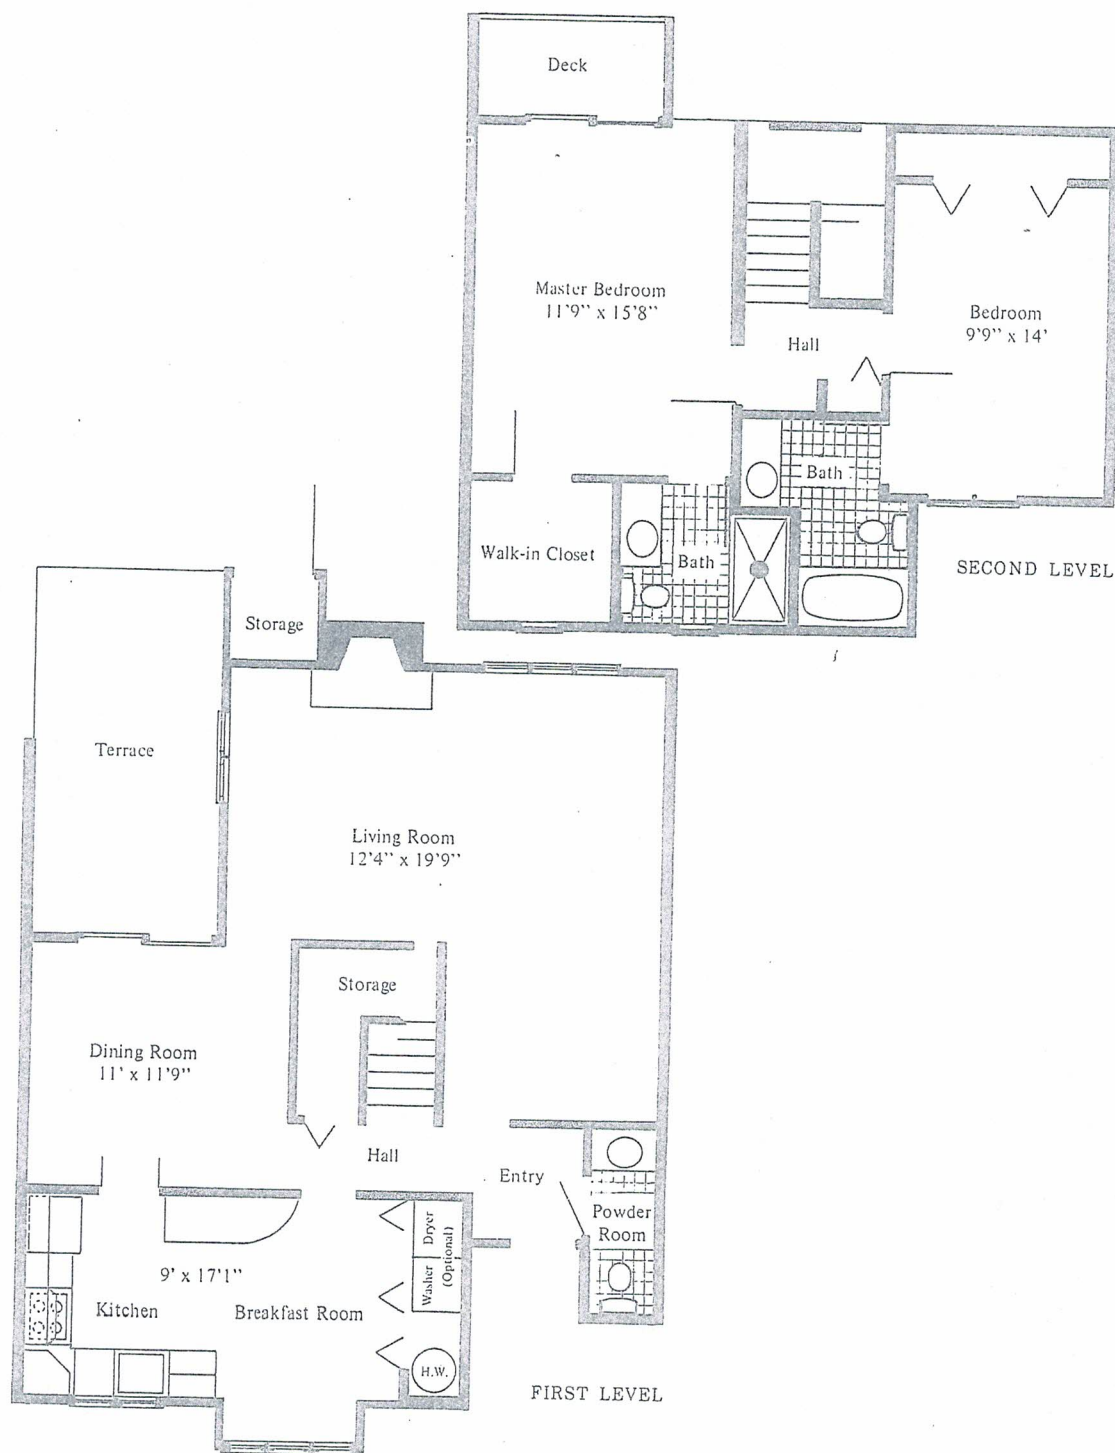 Deck
Master Bedroom
11'9" x 15'8"
Bedroom
9'9" x 14'
Hall
Bath
Walk-in Closet
Bath
SECOND LEVEL
Storage
Terrace
Living Room
12'4" x 19'9"
Storage
Dining Room
11' x 11'9"
Hall
Entry
Powder
Room
Dryer
Washer
(Optional)
9' x 17'1"
Kitchen
Breakfast Room
H.W.
FIRST LEVEL